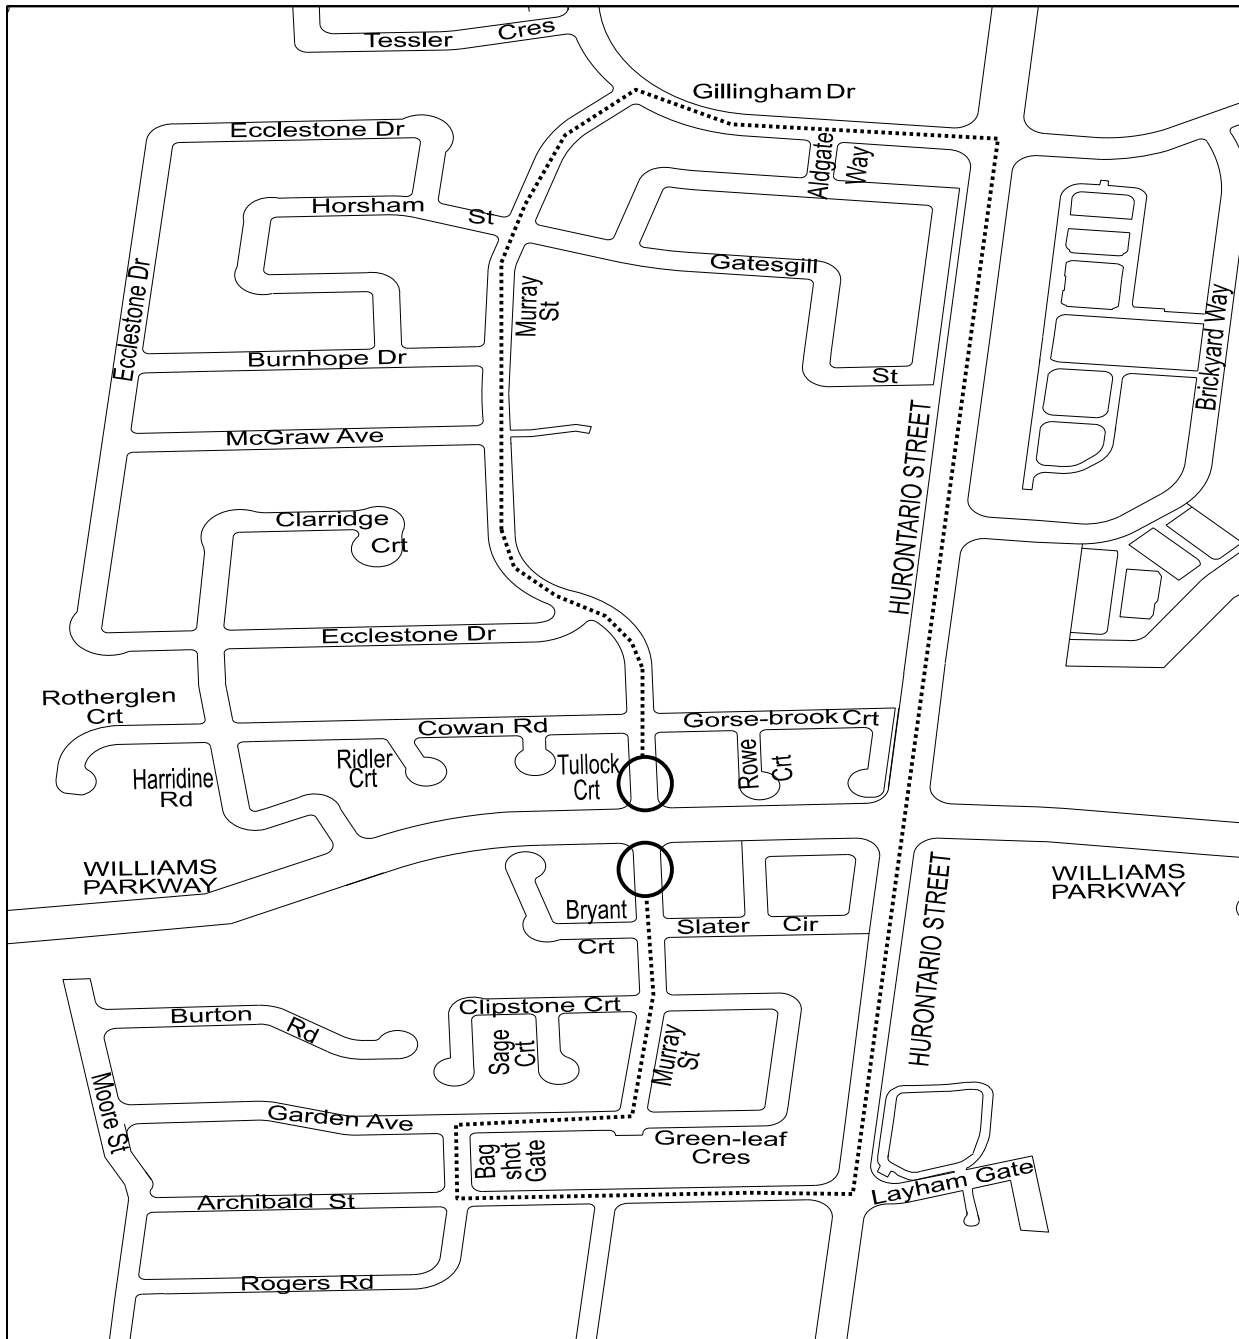 Tessler Cres
Gillingham Dr
Ecclestone Dr
Aldgate
Way
Horsham St
Gatesgill
St
Ecclestone Dr
Murray
St
Brickyard Way
Burnhope Dr
McGraw Ave
HURONTARIO STREET
Clarridge
Crt
Ecclestone Dr
Rotherglen
Crt
Cowan Rd
Gorse-brook Crt
Harridine
Rd
Ridler
Crt
Tullock
Crt
Rowe
Crt
WILLIAMS
PARKWAY
WILLIAMS
PARKWAY
HURONTARIO STREET
Bryant
Crt
Slater Cir
Burton Rd
Clipstone Crt
Sage
Crt
Murray
St
Moore St
Garden Ave
Bag
shot
Gate
Green-leaf
Cres
Layham Gate
Archibald St
Rogers Rd